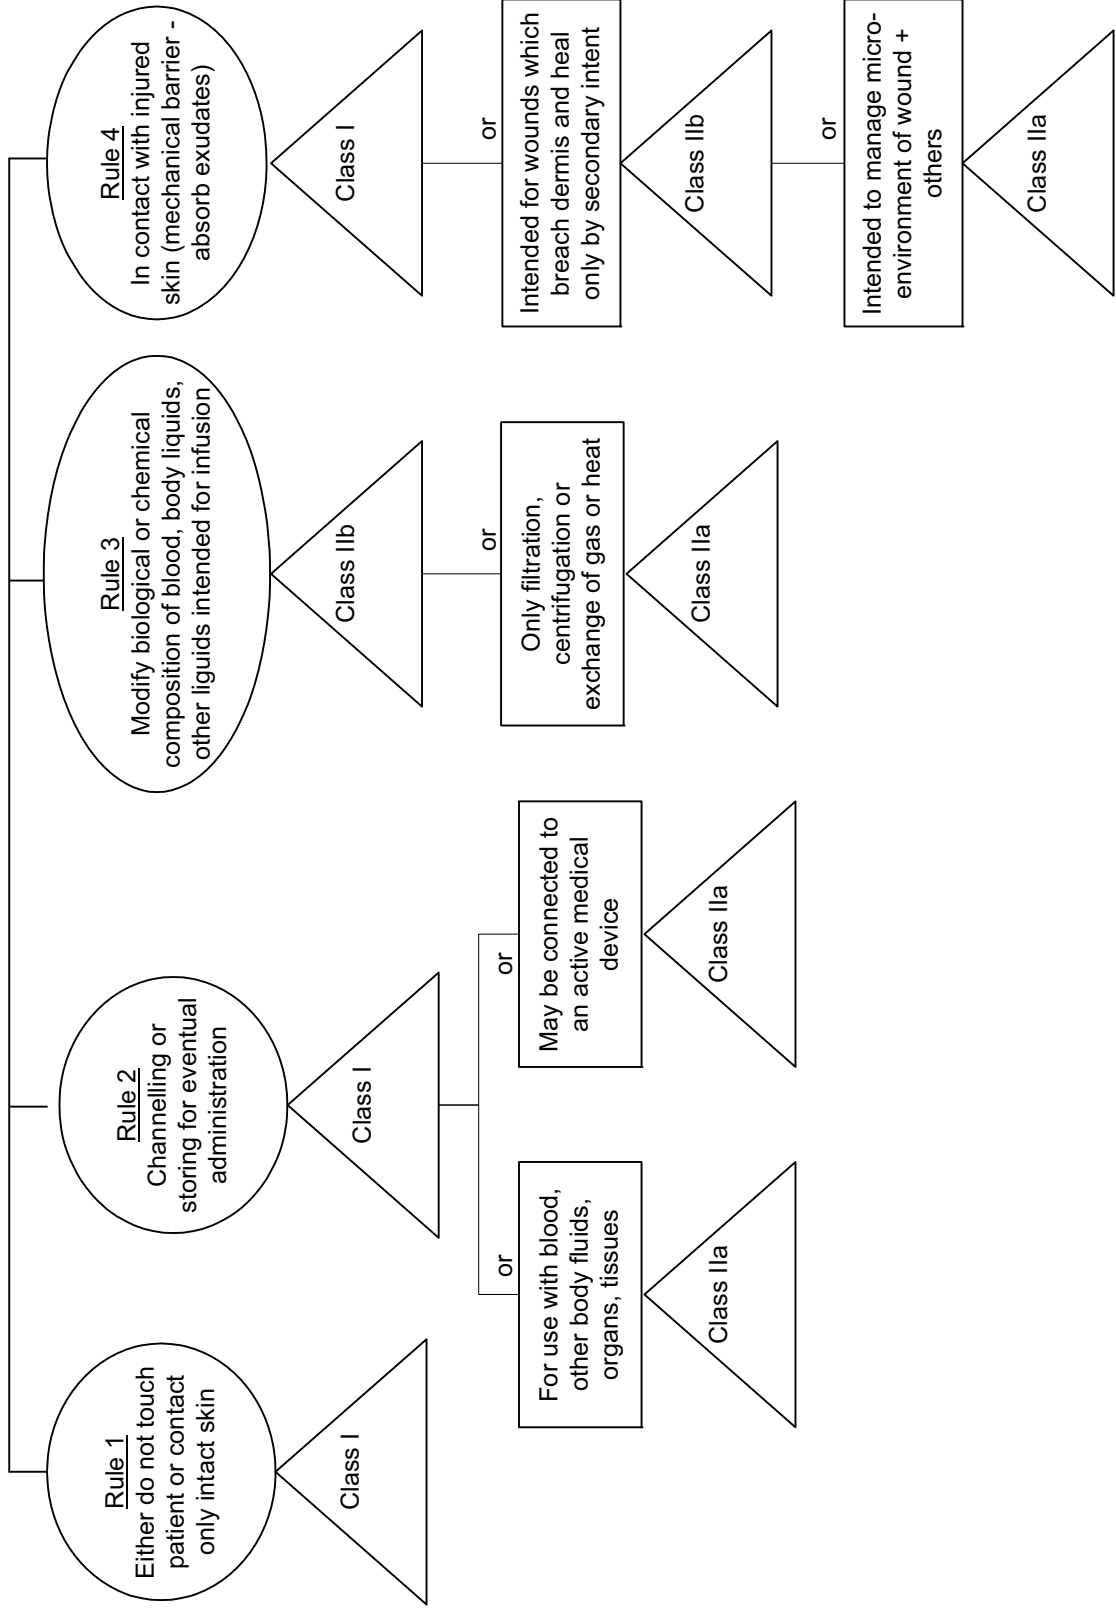 Rule 1
Either do not touch
patient or contact
only intact skin
Class I
Rule 2
Channelling or
storing for eventual
administration
Class I
or
For use with blood,
other body fluids,
organs, tissues
Class IIa
or
May be connected to
an active medical
device
Class IIa
Rule 3
Modify biological or chemical
composition of blood, body liquids,
other liguids intended for infusion
Class IIb
or
Only filtration,
centrifugation or
exchange of gas or heat
Class IIa
Rule 4
In contact with injured
skin (mechanical barrier -
absorb exudates)
Class I
or
Intended for wounds which
breach dermis and heal
only by secondary intent
Class IIb
or
Intended to manage micro-
environment of wound +
others
Class IIa